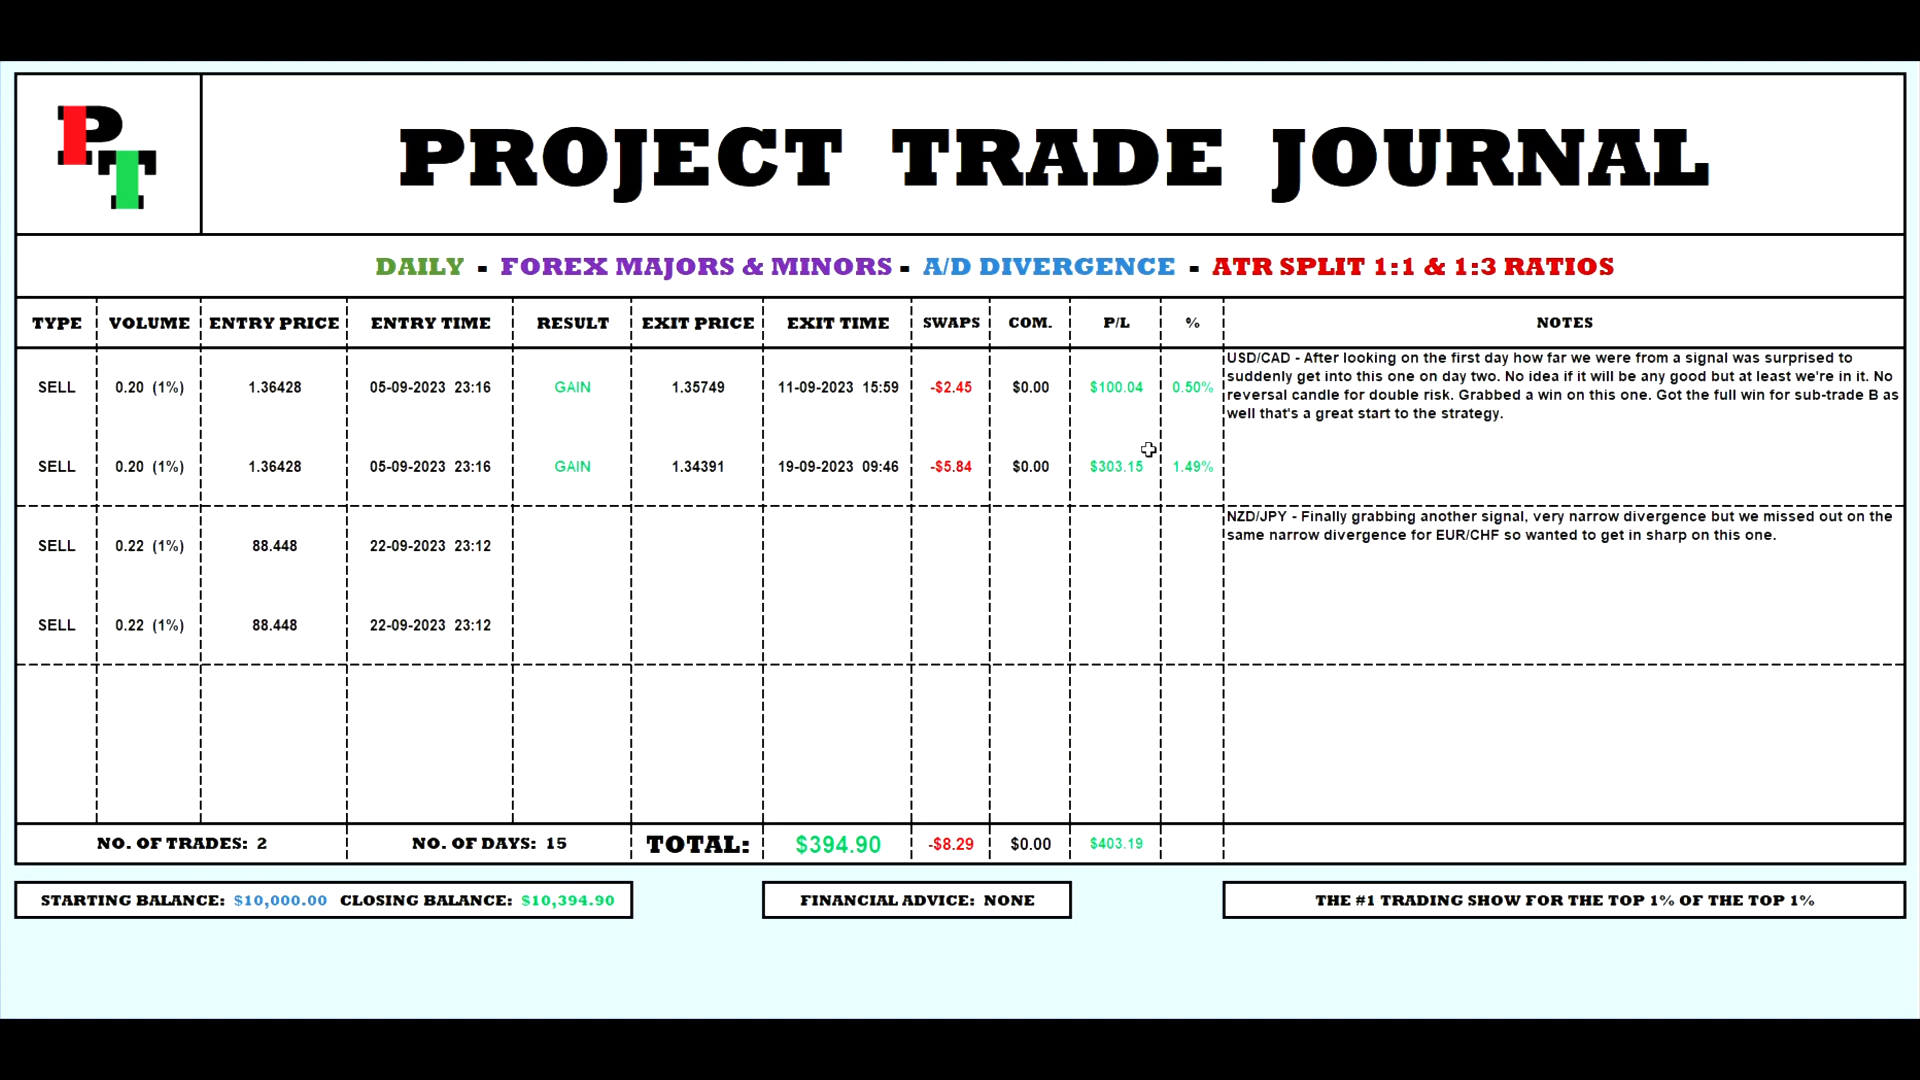 PT
PROJECT TRADE JOURNAL
DAILY - FOREX MAJORS & MINORS - A/D DIVERGENCE - ATR SPLIT 1:1 & 1:3 RATIOS
TYPE VOLUME ENTRY PRICE ENTRY TIME RESULT EXIT PRICE EXIT TIME SWAPS COM. P/L % NOTES
SELL 0.20 (1%) 1.36428 05-09-2023 23:16 GAIN 1.35749 11-09-2023 15:59 -$2.45 $0.00 $100.04 0.50%
USD/CAD - After looking on the first day how far we were from a signal was surprised to
suddenly get into this one on day two. No idea if it will be any good but at least we're in it. No
reversal candle for double risk. Grabbed a win on this one. Got the full win for sub-trade B as
well that's a great start to the strategy.
SELL 0.20 (1%) 1.36428 05-09-2023 23:16 GAIN 1.34391 19-09-2023 09:46 -$5.84 $0.00 $303.15 1.49%
SELL 0.22 (1%) 88.448 22-09-2023 23:12
NZD/JPY - Finally grabbing another signal, very narrow divergence but we missed out on the
same narrow divergence for EUR/CHF so wanted to get in sharp on this one.
SELL 0.22 (1%) 88.448 22-09-2023 23:12
NO. OF TRADES: 2 NO. OF DAYS: 15 TOTAL: $394.90 -$8.29 $0.00 $403.19
STARTING BALANCE: $10,000.00 CLOSING BALANCE: $10,394.90 FINANCIAL ADVICE: NONE THE #1 TRADING SHOW FOR THE TOP 1% OF THE TOP 1%